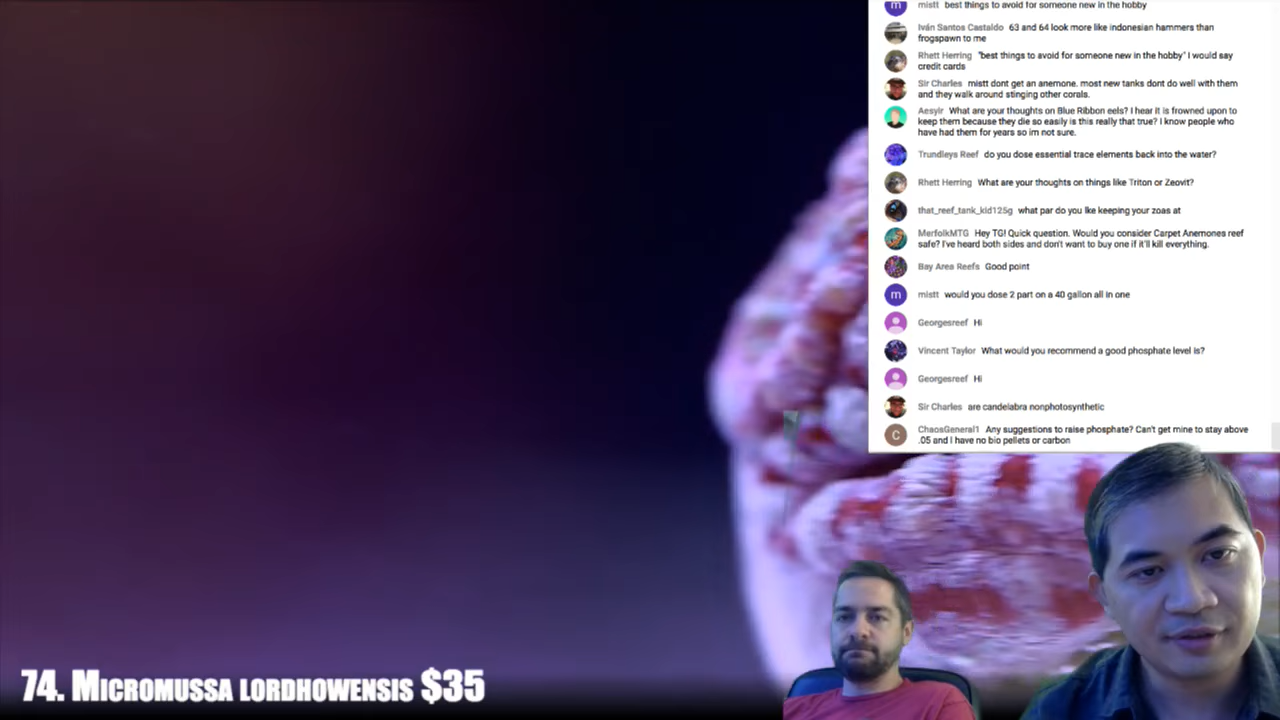 m
mistt best things to avoid for someone new in the hobby
Iván Santos Castaldo 63 and 64 look more like indonesian hammers than
frogspawn to me
Rhett Herring "best things to avoid for someone new in the hobby" I would say
credit cards
Sir Charles mistt dont get an anemone. most new tanks dont do well with them
and they walk around stinging other corals.
Aesylr What are your thoughts on Blue Ribbon eels? I hear it is frowned upon to
keep them because they die so easily is this really that true? I know people who
have had them for years so im not sure.
Trundleys Reef do you dose essential trace elements back into the water?
Rhett Herring What are your thoughts on things like Triton or Zeovit?
that_reef_tank_kid125g what par do you lke keeping your zoas at
MerfolkMTG Hey TG! Quick question. Would you consider Carpet Anemones reef
safe? I've heard both sides and don't want to buy one if it'll kill everything.
Bay Area Reefs Good point
m
mistt would you dose 2 part on a 40 gallon all in one
Georgesreef Hi
Vincent Taylor What would you recommend a good phosphate level is?
Georgesreef Hi
Sir Charles are candelabra nonphotosynthetic
C
ChaosGeneral1 Any suggestions to raise phosphate? Can't get mine to stay above
.05 and I have no bio pellets or carbon
74. Micromussa lordhowensis $35